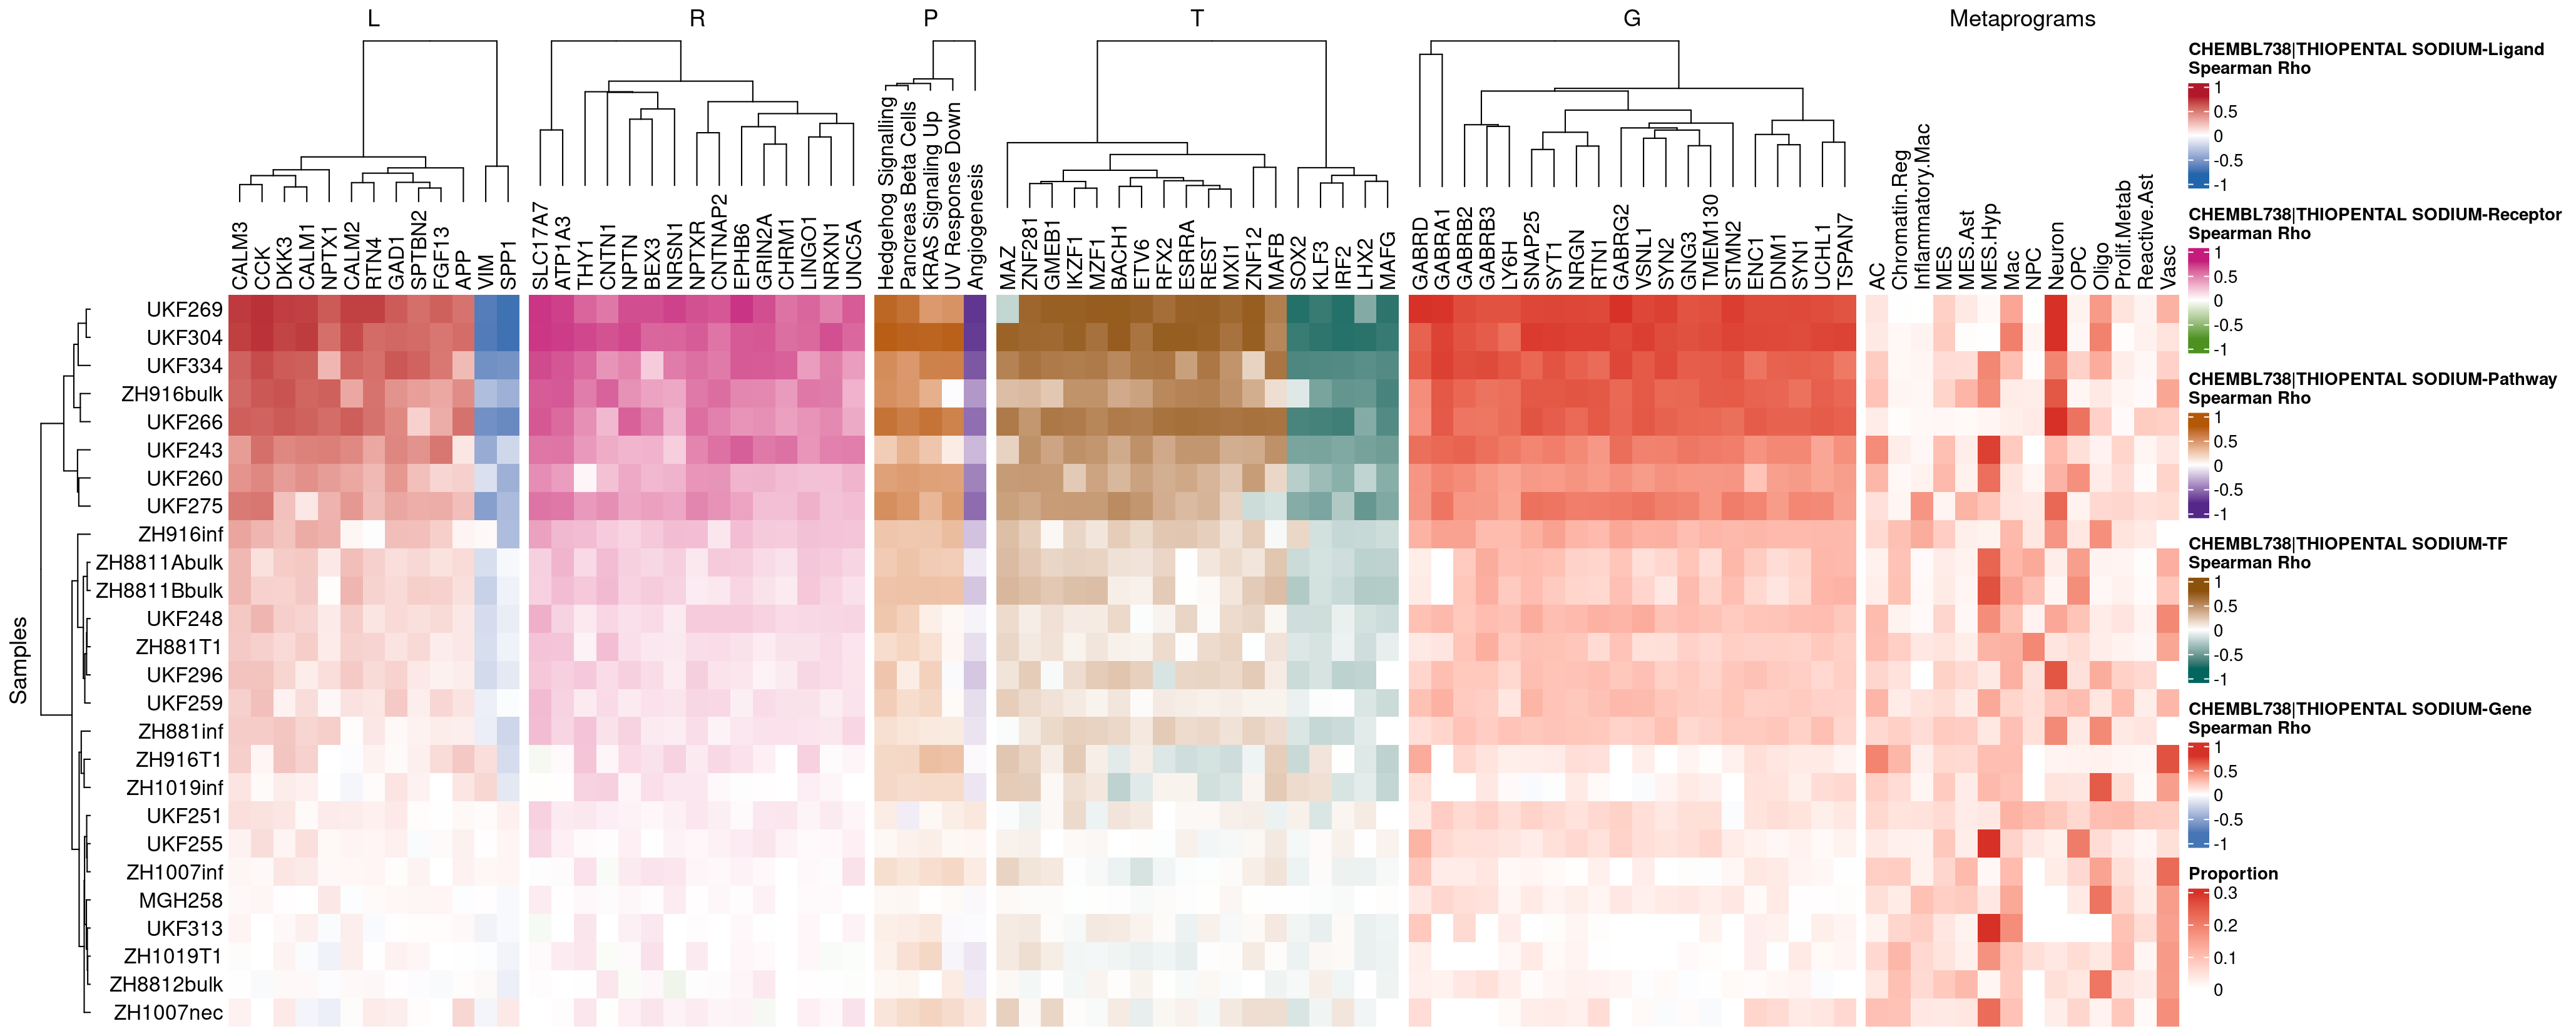 L R P T G Metaprograms
Hedgehog Signalling
Pancreas Beta Cells
KRAS Signaling Up
UV Response Down
Angiogenesis
CALM3
CCK
DKK3
CALM1
NPTX1
CALM2
RTN4
GAD1
SPTBN2
FGF13
APP
VIM
SPP1
SLC17A7
ATP1A3
THY1
CNTN1
NPTN
BEX3
NRSN1
NPTXR
CNTNAP2
EPHB6
GRIN2A
CHRM1
LINGO1
NRXN1
UNC5A
MAZ
ZNF281
GMEB1
IKZF1
MZF1
BACH1
ETV6
RFX2
ESRRA
REST
MXI1
ZNF12
MAFB
SOX2
KLF3
IRF2
LHX2
MAFG
GABRD
GABRA1
GABRB2
GABRB3
LY6H
SNAP25
SYT1
NRGN
RTN1
GABRG2
VSNL1
SYN2
GNG3
TMEM130
STMN2
ENC1
DNM1
SYN1
UCHL1
TSPAN7
AC
Chromatin.Reg
Inflammatory.Mac
MES
MES.Ast
MES.Hyp
Mac
NPC
Neuron
OPC
Oligo
Prolif.Metab
Reactive.Ast
Vasc
Samples
UKF269
UKF304
UKF334
ZH916bulk
UKF266
UKF243
UKF260
UKF275
ZH916inf
ZH8811Abulk
ZH8811Bbulk
UKF248
ZH881T1
UKF296
UKF259
ZH881inf
ZH916T1
ZH1019inf
UKF251
UKF255
ZH1007inf
MGH258
UKF313
ZH1019T1
ZH8812bulk
ZH1007nec
CHEMBL738|THIOPENTAL SODIUM-Ligand
Spearman Rho
1
0.5
0
-0.5
-1
CHEMBL738|THIOPENTAL SODIUM-Receptor
Spearman Rho
1
0.5
0
-0.5
-1
CHEMBL738|THIOPENTAL SODIUM-Pathway
Spearman Rho
1
0.5
0
-0.5
-1
CHEMBL738|THIOPENTAL SODIUM-TF
Spearman Rho
1
0.5
0
-0.5
-1
CHEMBL738|THIOPENTAL SODIUM-Gene
Spearman Rho
1
0.5
0
-0.5
-1
Proportion
0.3
0.2
0.1
0